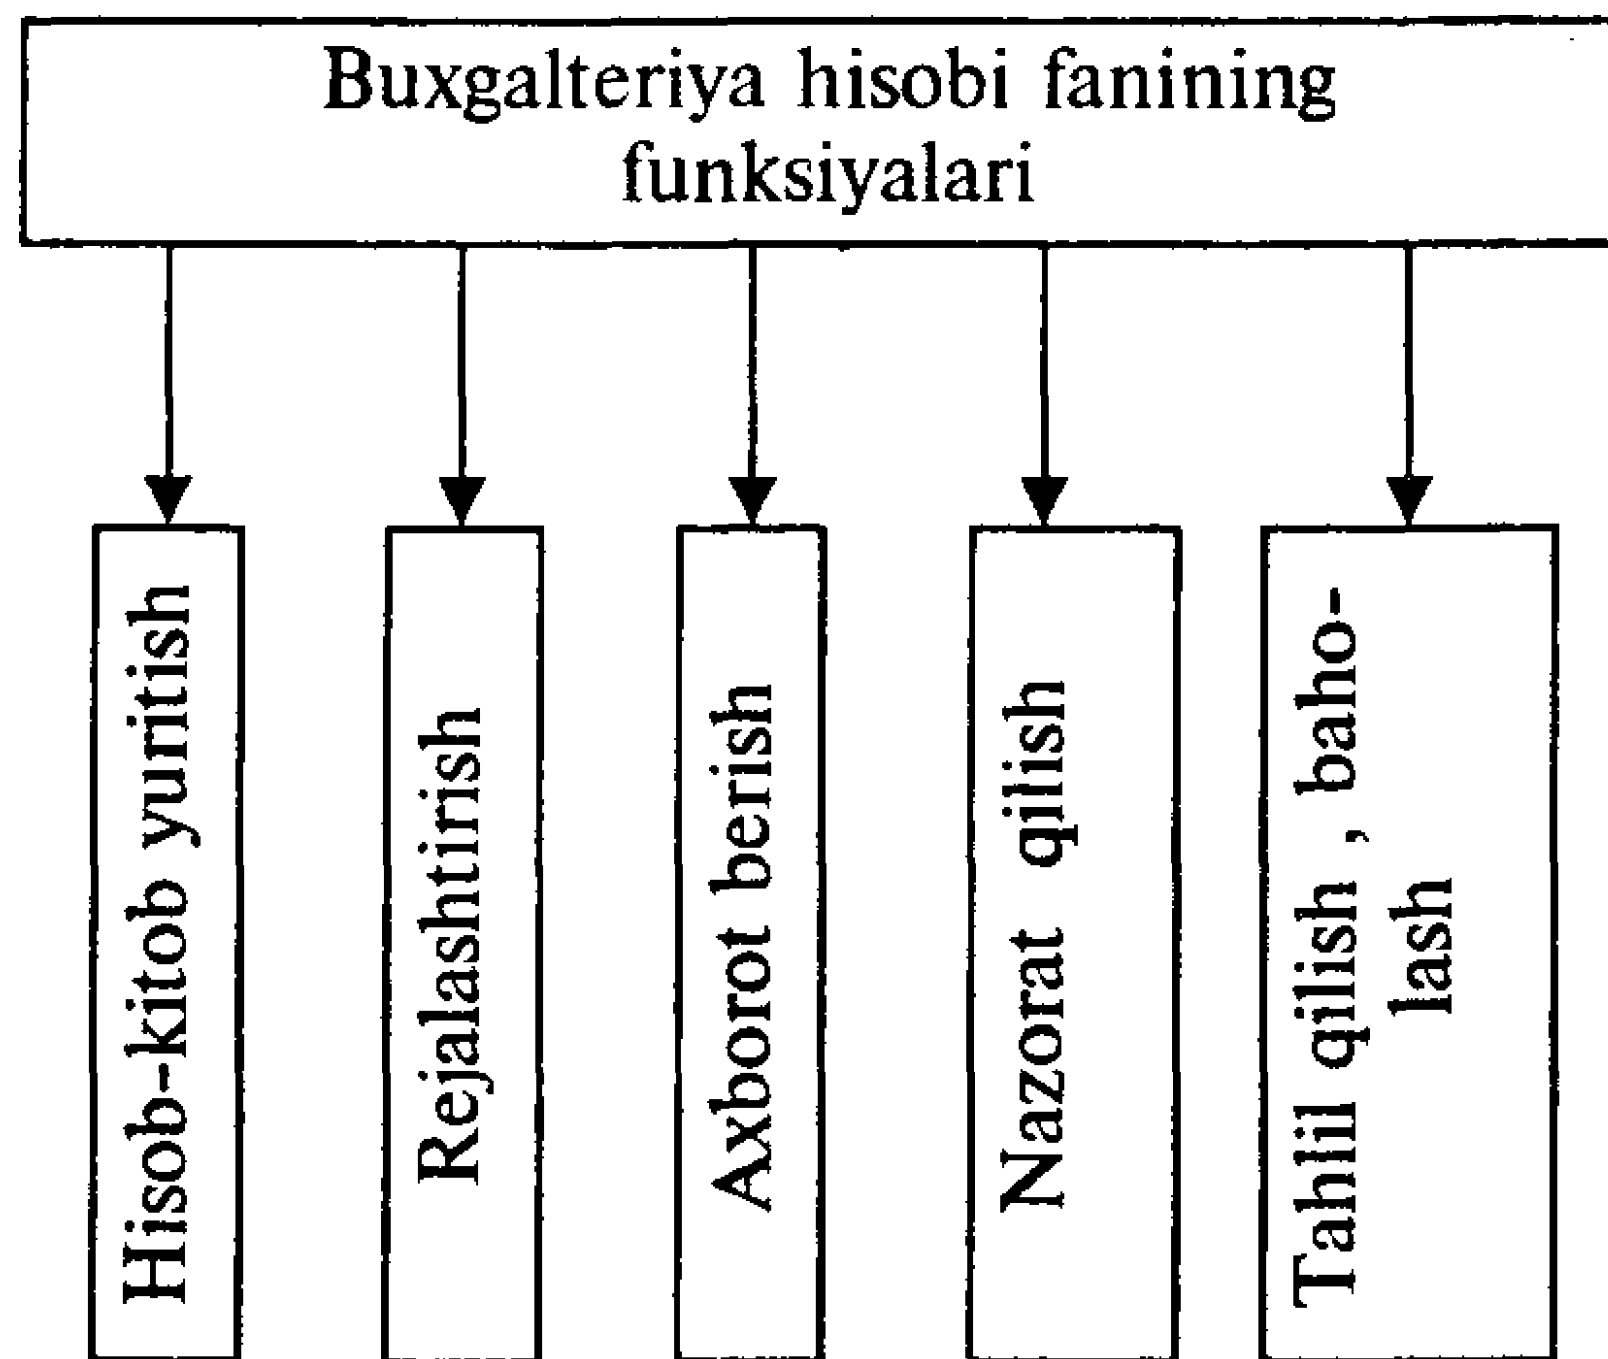 Buxgalteriya hisobi fanining
funksiyalari
Hisob-kitob yuritish
Rejalashtirish
Axborot berish
Nazorat qilish
Tahlil qilish , baho-
lash